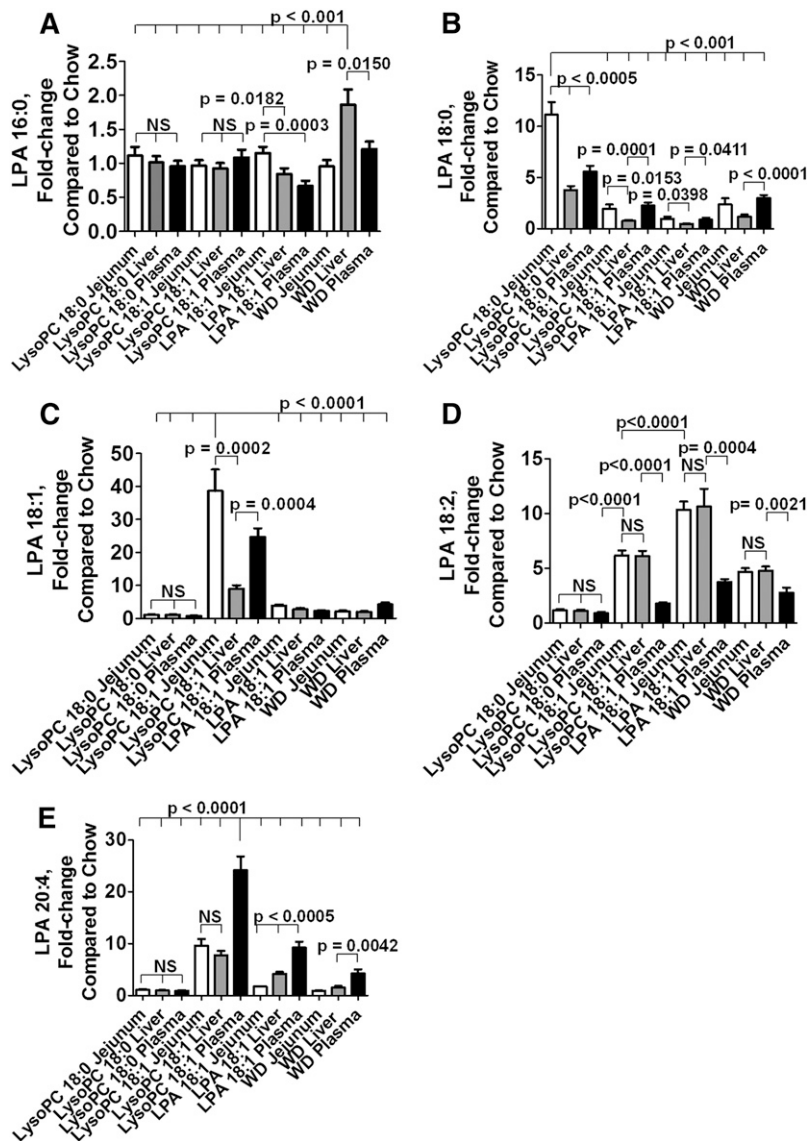 A
p < 0.001
p = 0.0150
p = 0.0182
NS
NS
p = 0.0003
LPA 16:0,
Fold-change
Compared to Chow
2.5
2.0
1.5
1.0
0.5
0.0
LysoPC 18:0 Jejunum
LysoPC 18:0 Liver
LysoPC 18:0 Plasma
LysoPC 18:1 Jejunum
LysoPC 18:1 Liver
LysoPC 18:1 Plasma
LPA 18:1 Jejunum
LPA 18:1 Liver
LPA 18:1 Plasma
WD Jejunum
WD Liver
WD Plasma
B
p < 0.001
p < 0.0005
p = 0.0001
p = 0.0411
p = 0.0153
p < 0.0001
p = 0.0398
LPA 18:0,
Fold-change
Compared to Chow
15
10
5
0
LysoPC 18:0 Jejunum
LysoPC 18:0 Liver
LysoPC 18:0 Plasma
LysoPC 18:1 Jejunum
LysoPC 18:1 Liver
LysoPC 18:1 Plasma
LPA 18:1 Jejunum
LPA 18:1 Liver
LPA 18:1 Plasma
WD Jejunum
WD Liver
WD Plasma
C
p < 0.0001
p = 0.0002
p = 0.0004
NS
LPA 18:1,
Fold-change
Compared to Chow
50
40
30
20
10
0
LysoPC 18:0 Jejunum
LysoPC 18:0 Liver
LysoPC 18:0 Plasma
LysoPC 18:1 Jejunum
LysoPC 18:1 Liver
LysoPC 18:1 Plasma
LPA 18:1 Jejunum
LPA 18:1 Liver
LPA 18:1 Plasma
WD Jejunum
WD Liver
WD Plasma
D
p<0.0001
p= 0.0004
p<0.0001
NS
p<0.0001
p= 0.0021
NS
NS
NS
LPA 18:2,
Fold-change
Compared to Chow
15
10
5
0
LysoPC 18:0 Jejunum
LysoPC 18:0 Liver
LysoPC 18:0 Plasma
LysoPC 18:1 Jejunum
LysoPC 18:1 Liver
LysoPC 18:1 Plasma
LPA 18:1 Jejunum
LPA 18:1 Liver
LPA 18:1 Plasma
WD Jejunum
WD Liver
WD Plasma
E
p < 0.0001
NS
p < 0.0005
p = 0.0042
NS
LPA 20:4,
Fold-change
Compared to Chow
30
20
10
0
LysoPC 18:0 Jejunum
LysoPC 18:0 Liver
LysoPC 18:0 Plasma
LysoPC 18:1 Jejunum
LysoPC 18:1 Liver
LysoPC 18:1 Plasma
LPA 18:1 Jejunum
LPA 18:1 Liver
LPA 18:1 Plasma
WD Jejunum
WD Liver
WD Plasma